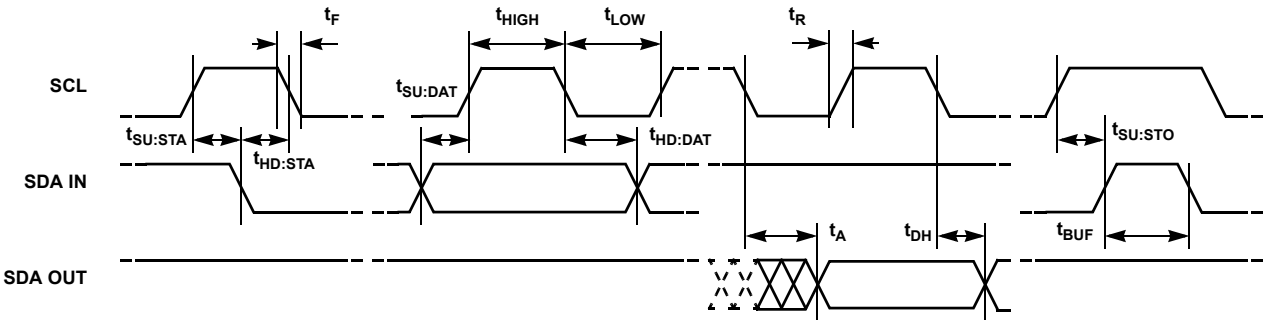 tF
tHIGH
tLOW
tR
SCL
tSU:DAT
tSU:STA
tHD:STA
tHD:DAT
tSU:STO
SDA IN
tA
tDH
tBUF
SDA OUT